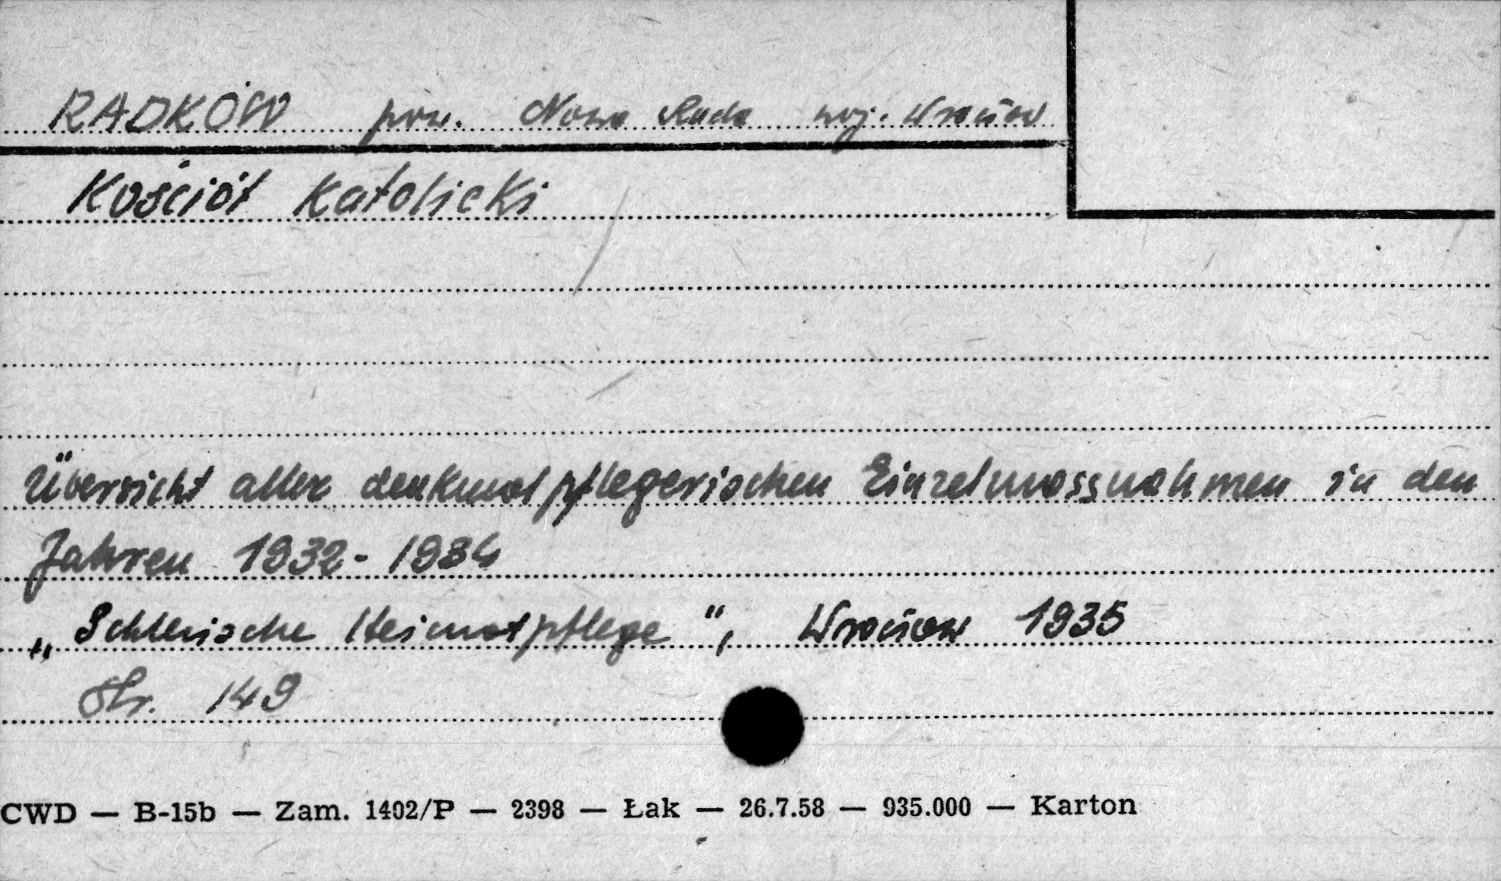 RADKÓW pow. Nowa Ruda woj. Wrocław
Kościół Katolicki
Übersicht aller denkmalpflegerischen Einzelmassnahmen in den
Jahren 1932-1934
„Schlesische Heimatpflege", Wrocław 1935
Str. 149
CWD — B-15b — Zam. 1402/P — 2398 — Łak — 26.7.58 — 935.000 — Karton